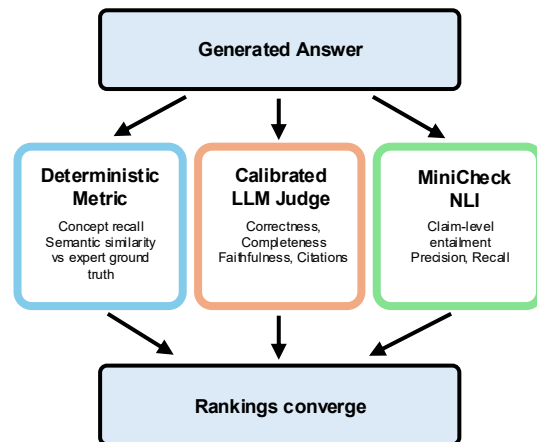 Generated Answer
Deterministic
Metric
Concept recall
Semantic similarity
vs expert ground
truth
Calibrated
LLM Judge
Correctness,
Completeness
Faithfulness, Citations
MiniCheck
NLI
Claim-level
entailment
Precision, Recall
Rankings converge